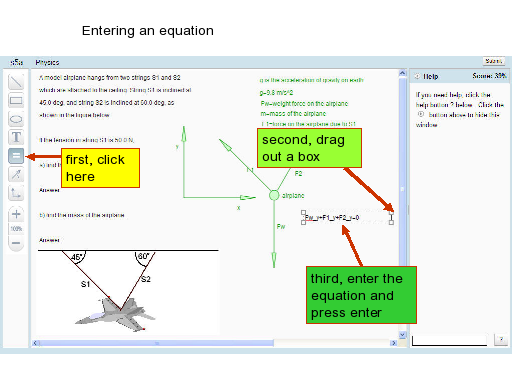 Entering an equation
s5a Physics Submit
A model airplane hangs from two strings S1 and S2
which are attached to the ceiling. String S1 is inclined at
45.0 deg, and string S2 is inclined at 60.0 deg, as
shown in the figure below.
If the tension in string S1 is 50.0 N,
a) find th
Answer
b) find the mass of the airplane.
Answer
g is the acceleration of gravity on earth
g=9.8 m/s^2
Fw=weight force on the airplane
m=mass of the airplane
F1=force on the airplane due to S1
y
x
F1
F2
airplane
Fw
Fw_y+F1_y+F2_y=0
first, click
here
second, drag
out a box
third, enter the
equation and
press enter
45°
60°
S1
S2
T
100%
Help Score: 39%
If you need help, click the
help button ? below. Click the
button above to hide this
window.
?